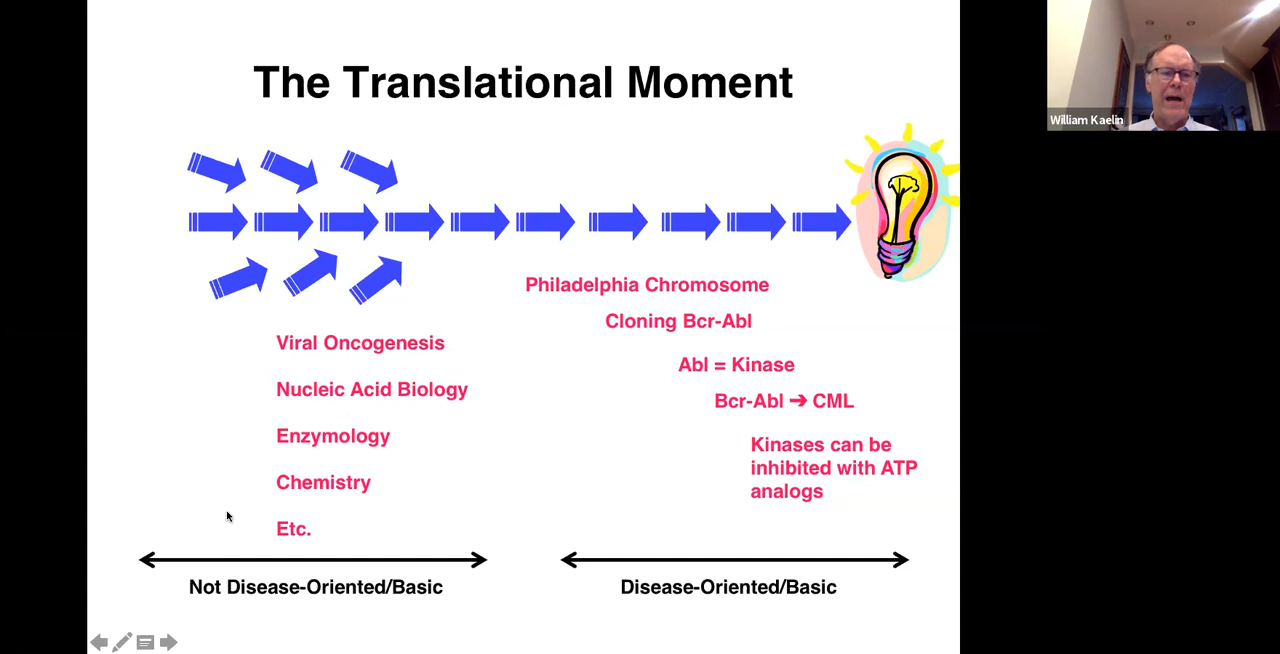 The Translational Moment
William Kaelin
Philadelphia Chromosome
Cloning Bcr-Abl
Viral Oncogenesis
Abl = Kinase
Nucleic Acid Biology
Bcr-Abl ➔ CML
Enzymology
Kinases can be
inhibited with ATP
analogs
Chemistry
Etc.
Not Disease-Oriented/Basic
Disease-Oriented/Basic